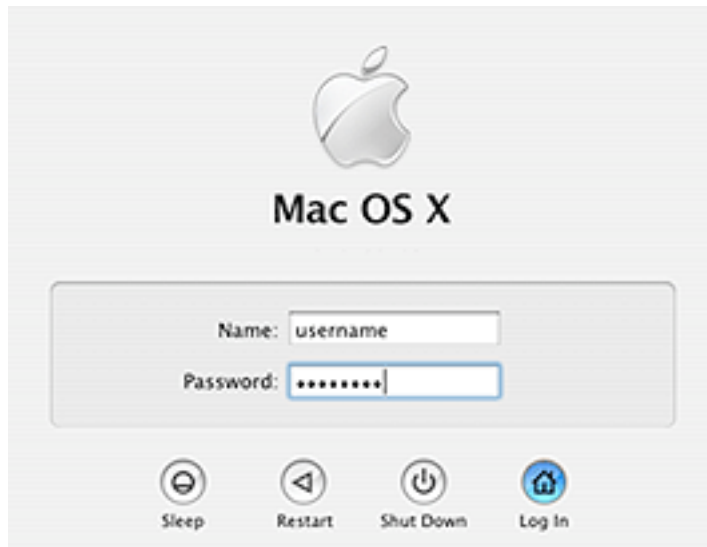 Mac OS X
Name: username
Password: ••••••••
Sleep Restart Shut Down Log In